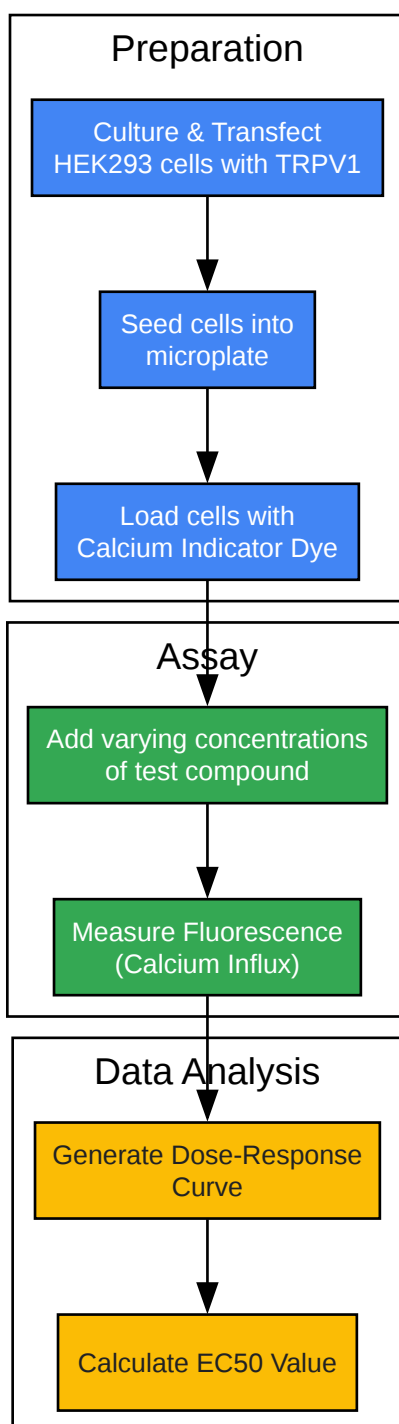 Preparation
Culture & Transfect
HEK293 cells with TRPV1
Seed cells into
microplate
Load cells with
Calcium Indicator Dye
Assay
Add varying concentrations
of test compound
Measure Fluorescence
(Calcium Influx)
Data Analysis
Generate Dose-Response
Curve
Calculate EC50 Value